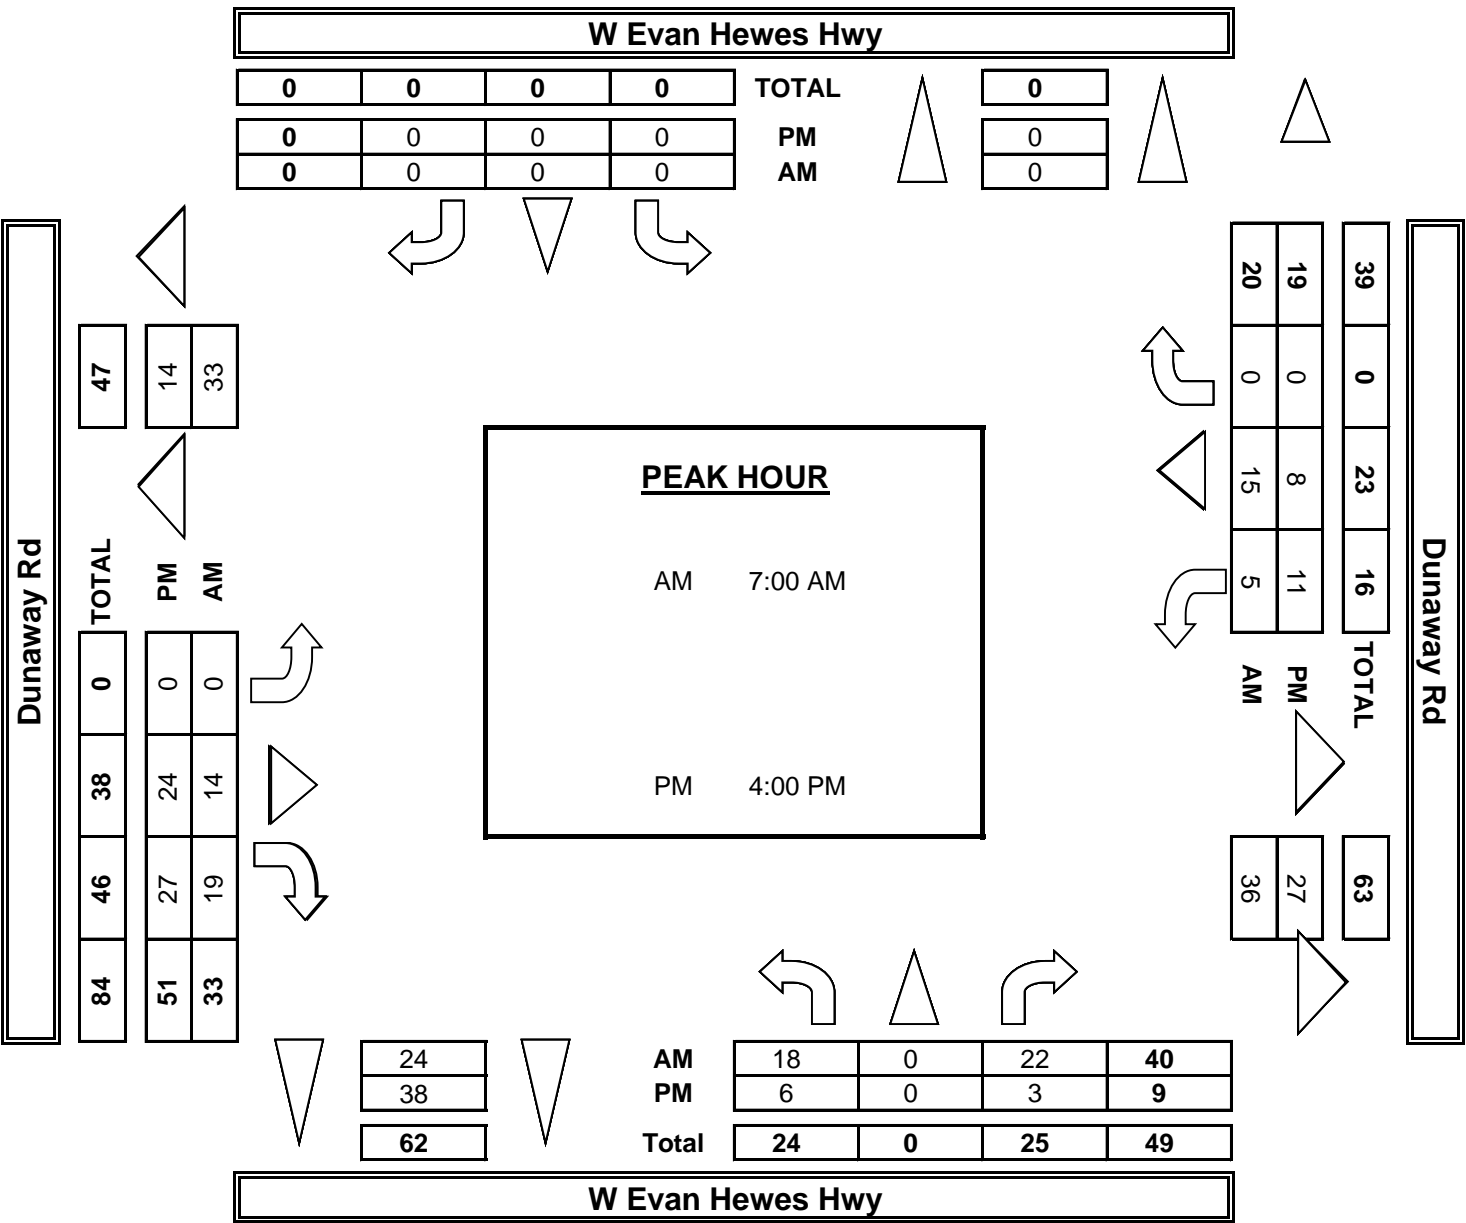 W Evan Hewes Hwy
0 0 0 0 TOTAL 0
0 0 0 0 PM 0
0 0 0 0 AM 0
Dunaway Rd
47
14
33
TOTAL
PM
AM
0 38 46 84
0 24 27 51
0 14 19 33
PEAK HOUR
AM 7:00 AM
PM 4:00 PM
39 0 23 16 TOTAL 63
19 0 8 11 PM 27
20 0 15 5 AM 36
Dunaway Rd
24 AM 18 0 22 40
38 PM 6 0 3 9
62 Total 24 0 25 49
W Evan Hewes Hwy